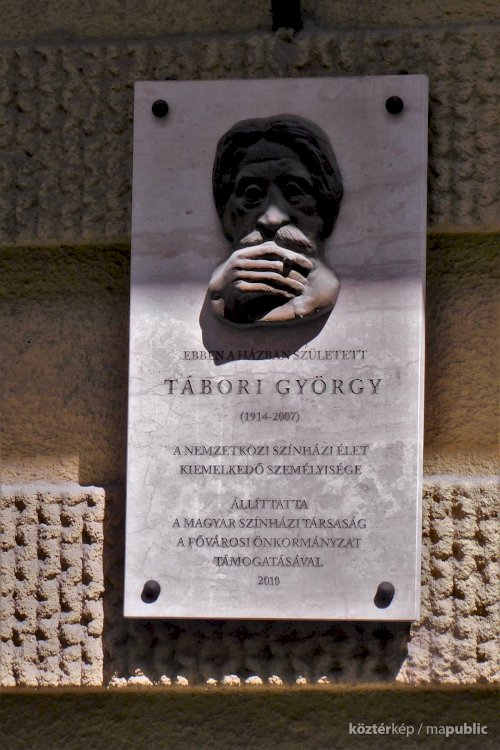 EBBEN A HÁZBAN SZÜLETETT
TÁBORI GYÖRGY
(1914-2007)
A NEMZETKÖZI SZÍNHÁZI ÉLET
KIEMELKEDŐ SZEMÉLYISÉGE
ÁLLÍTTATTA
A MAGYAR SZÍNHÁZI TÁRSASÁG
A FŐVÁROSI ÖNKORMÁNYZAT
TÁMOGATÁSÁVAL
2010
köztérkép / mapublic